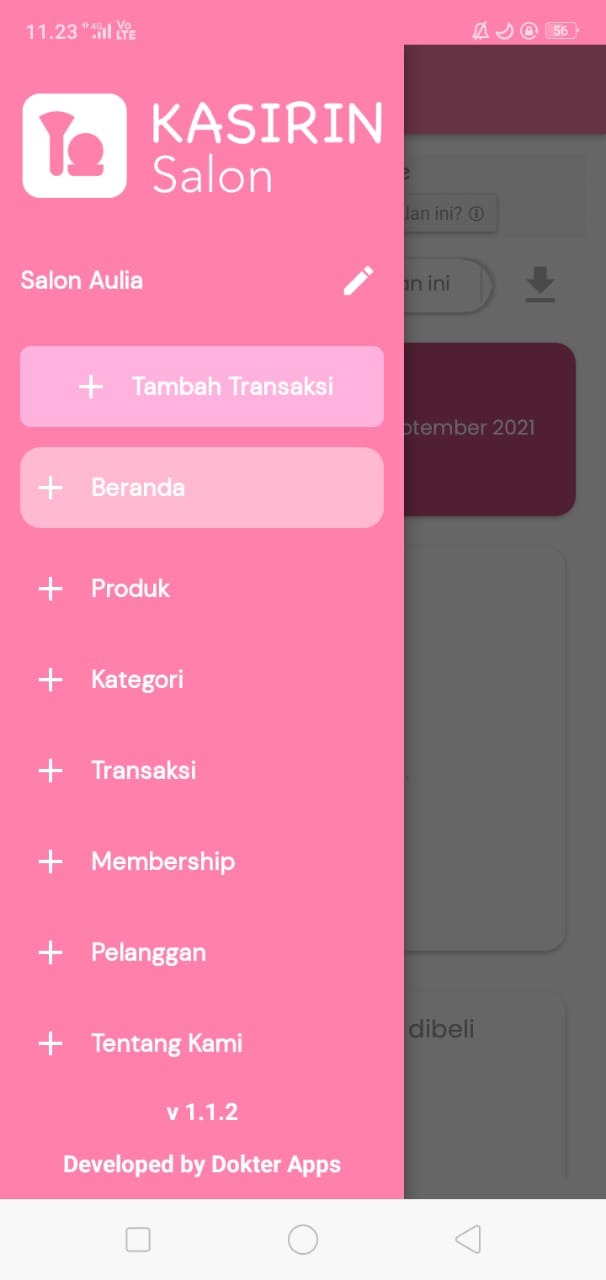 11.23 4G Vo LTE 56
KASIRIN
Salon
lan ini?
Salon Aulia
an ini
Tambah Transaksi
ptember 2021
Beranda
Produk
Kategori
Transaksi
Membership
Pelanggan
dibeli
Tentang Kami
v 1.1.2
Developed by Dokter Apps